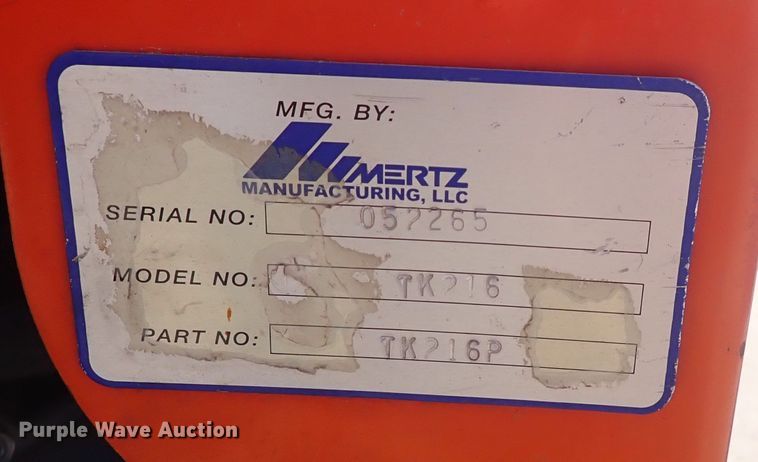 MFG. BY:
MERTZ
MANUFACTURING, LLC
SERIAL NO: 057265
MODEL NO: TK216
PART NO: TK216P
Purple Wave Auction